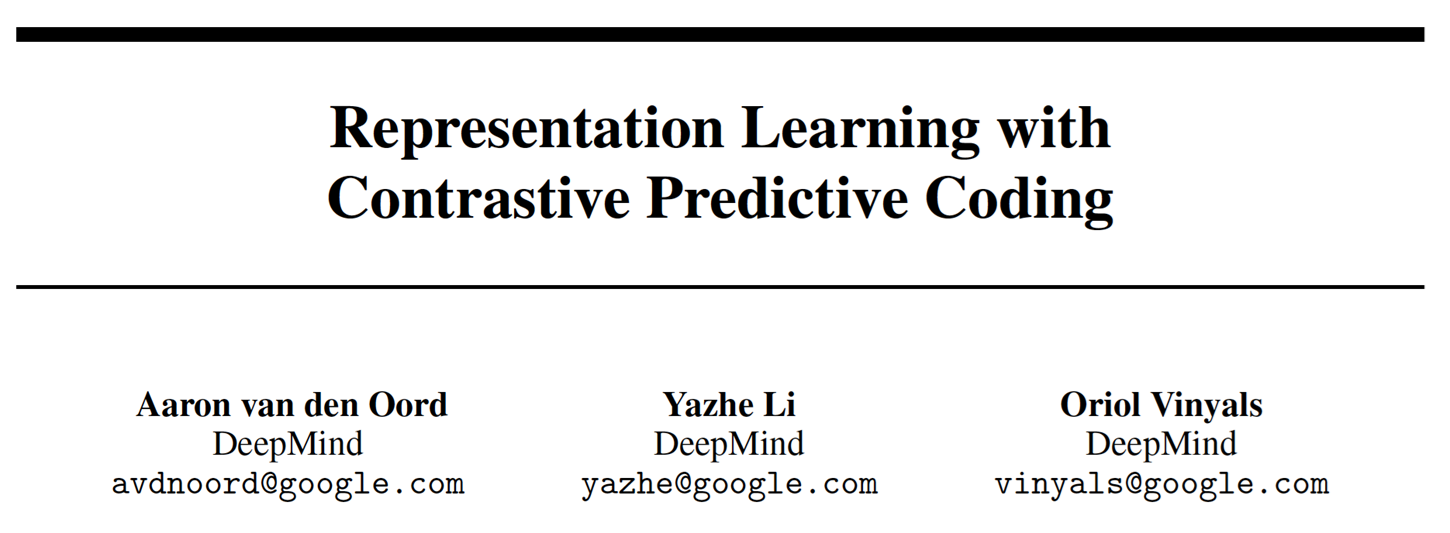 Representation Learning with
Contrastive Predictive Coding
Aaron van den Oord
DeepMind
avdnoord@google.com
Yazhe Li
DeepMind
yazhe@google.com
Oriol Vinyals
DeepMind
vinyals@google.com